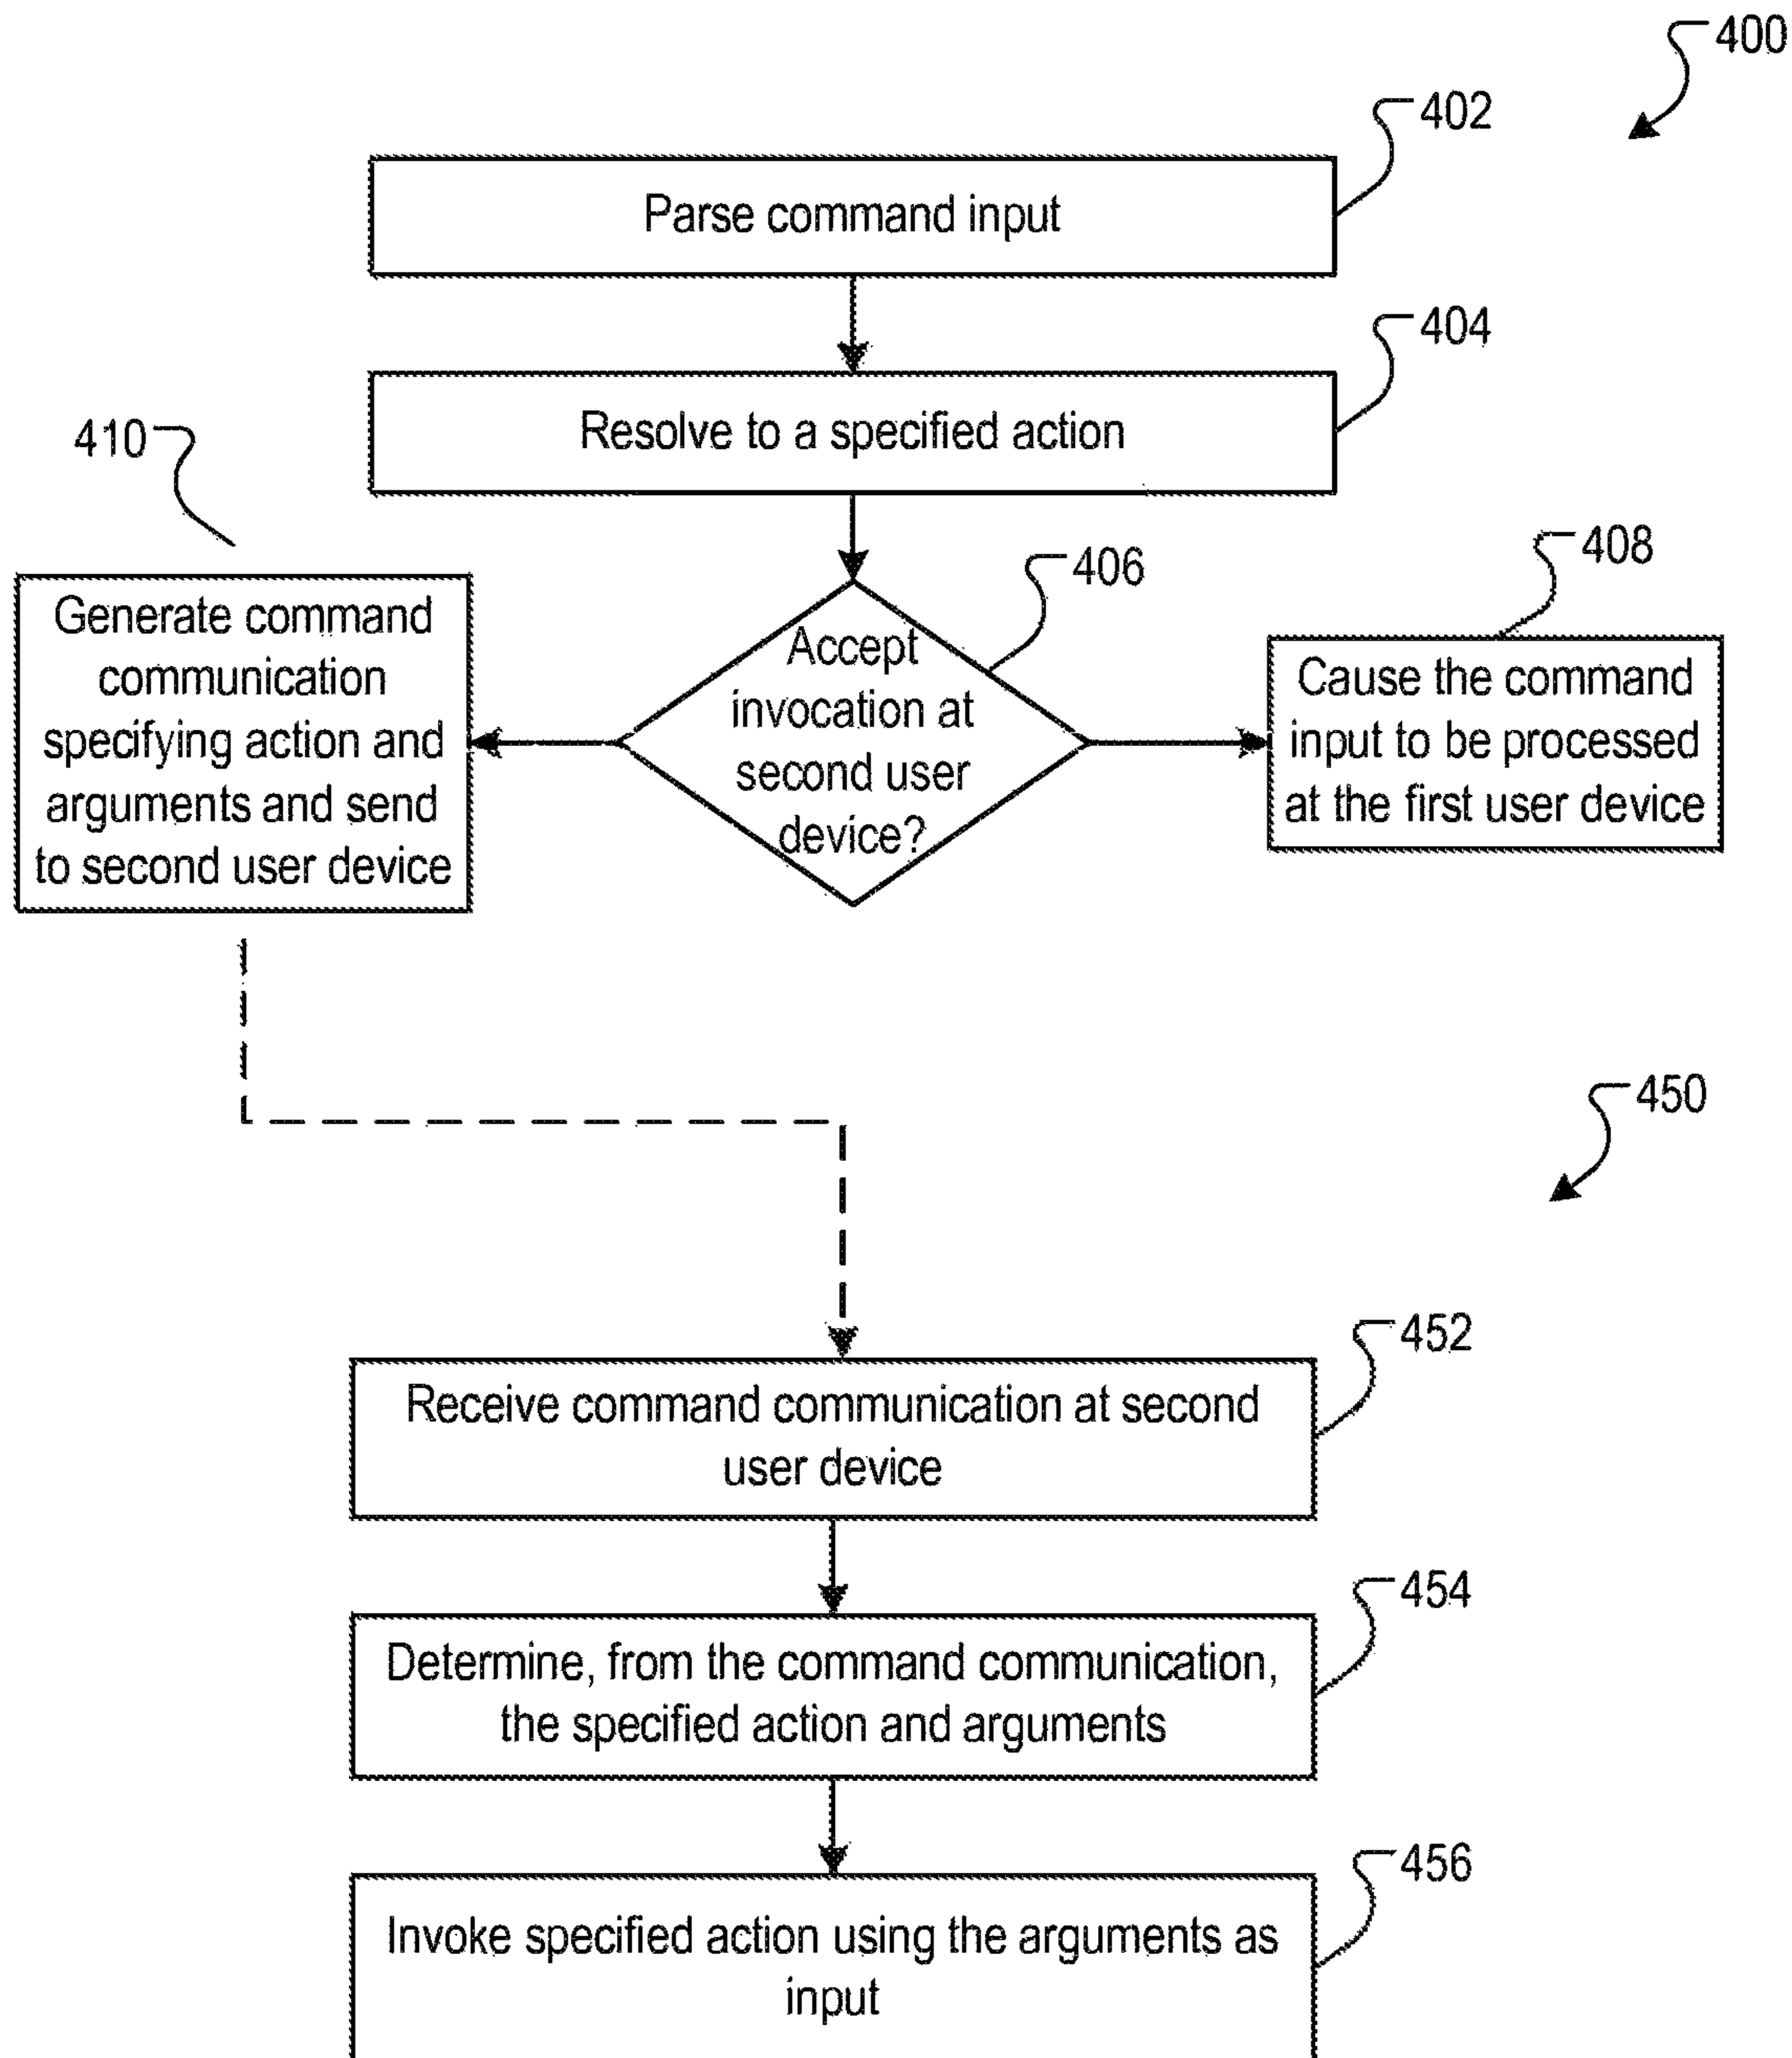 400
402
Parse command input
404
Resolve to a specified action
410
406
408
Generate command
communication
specifying action and
arguments and send
to second user device
Accept
invocation at
second user
device?
Cause the command
input to be processed
at the first user device
450
452
Receive command communication at second
user device
454
Determine, from the command communication,
the specified action and arguments
456
Invoke specified action using the arguments as
input